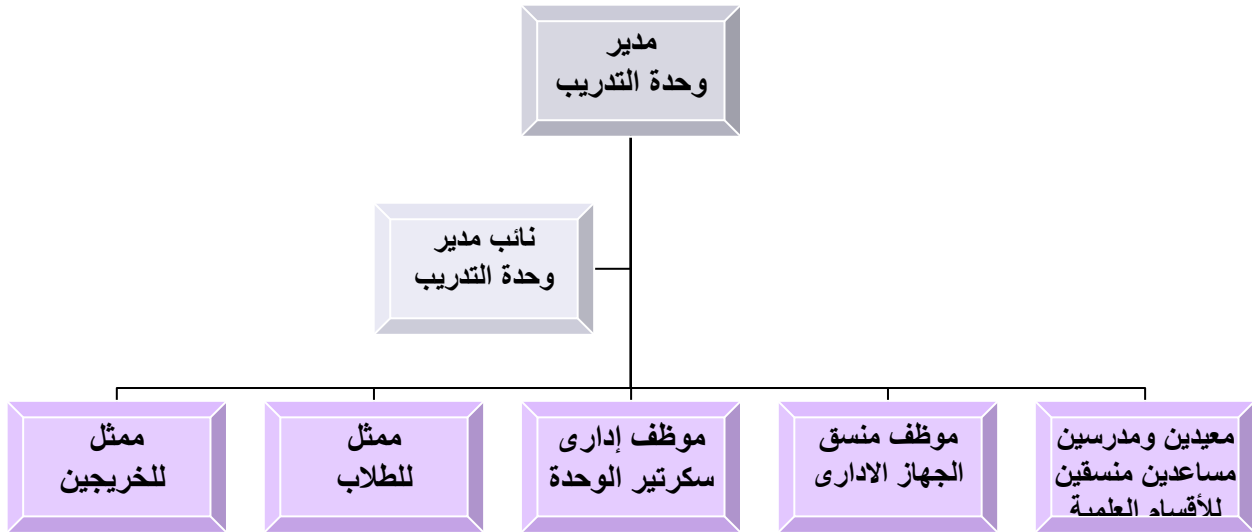 مدير
وحدة التدريب
نائب مدير
وحدة التدريب
معيدين ومدرسين
مساعدين منسقين
للأقسام العلمية
موظف منسق
الجهاز الادارى
موظف إدارى
سكرتير الوحدة
ممثل
للطلاب
ممثل
للخريجين